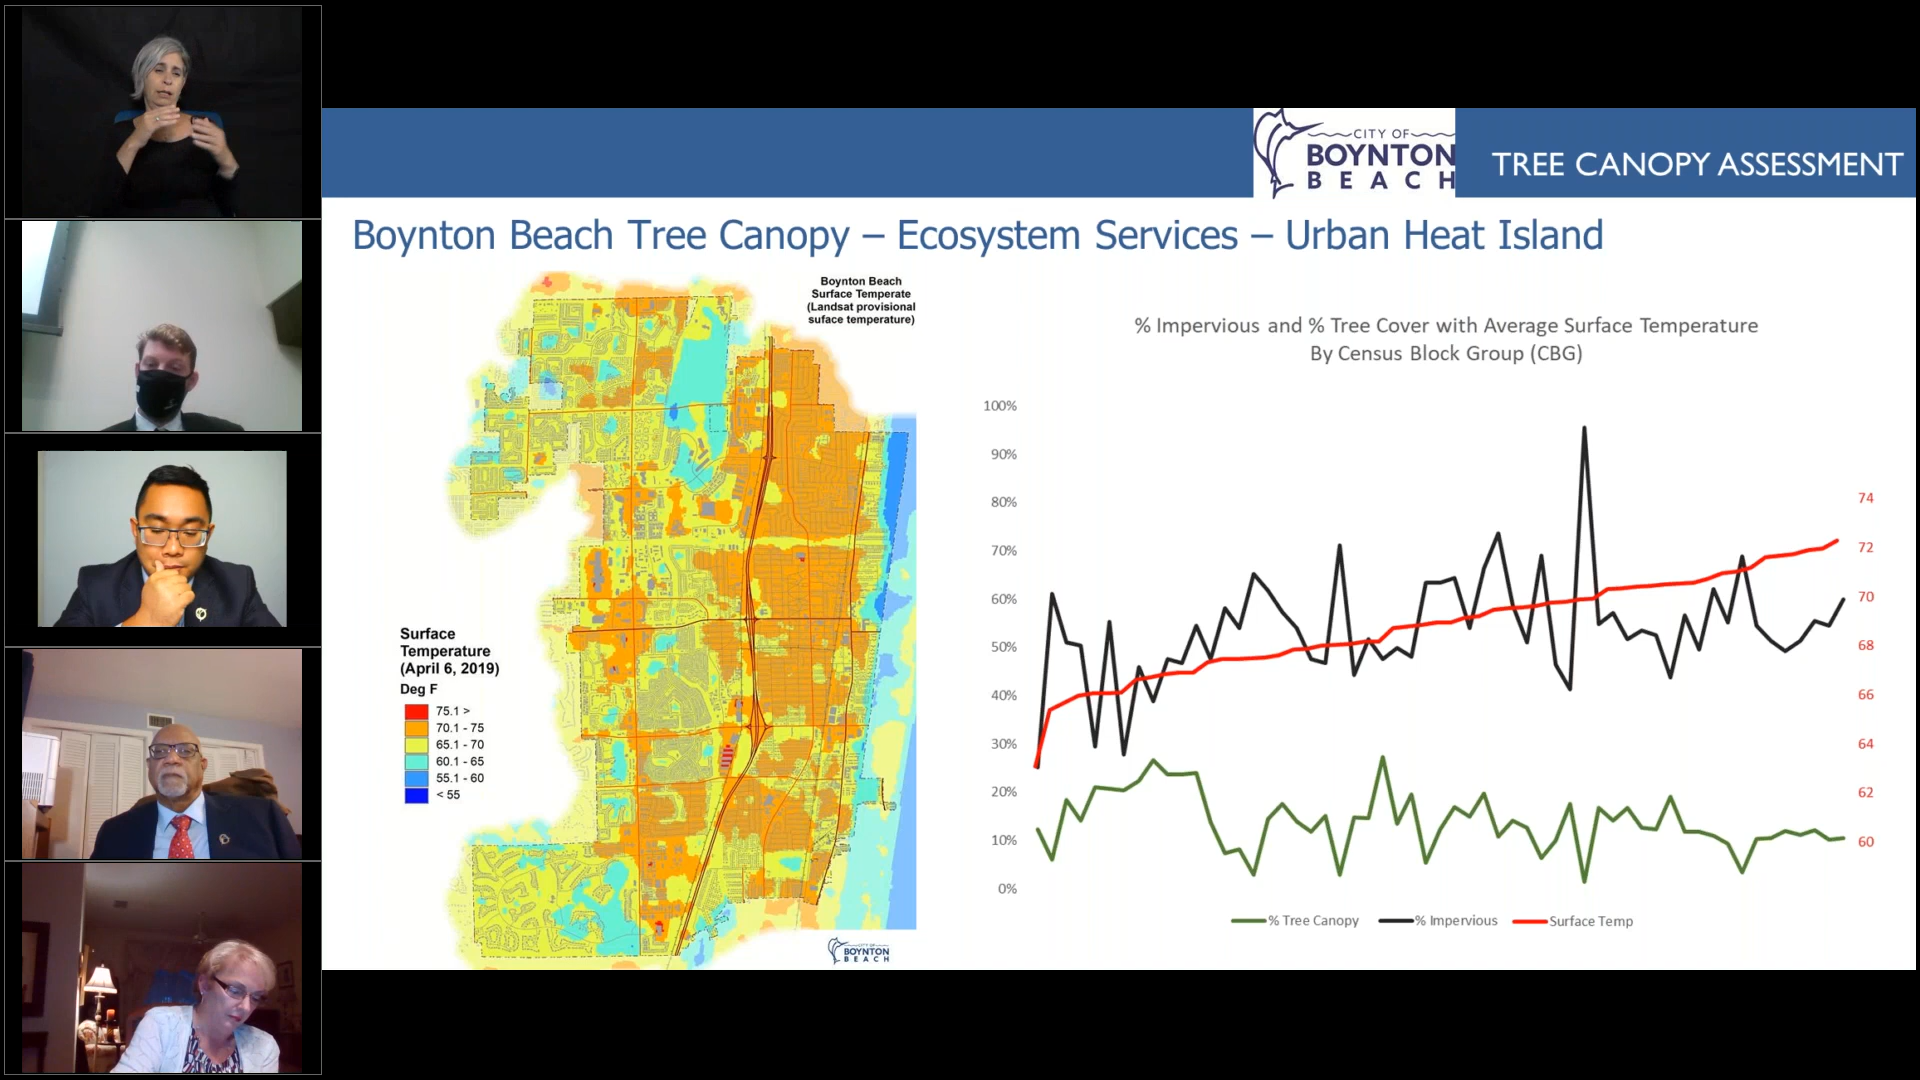 CITY OF
BOYNTON
BEACH
TREE CANOPY ASSESSMENT
Boynton Beach Tree Canopy – Ecosystem Services – Urban Heat Island
Boynton Beach
Surface Temperate
(Landsat provisional
suface temperature)
Surface
Temperature
(April 6, 2019)
Deg F
75.1 >
70.1 - 75
65.1 - 70
60.1 - 65
55.1 - 60
< 55
CITY OF
BOYNTON
BEACH
% Impervious and % Tree Cover with Average Surface Temperature
By Census Block Group (CBG)
100%
90%
80%
70%
60%
50%
40%
30%
20%
10%
0%
74
72
70
68
66
64
62
60
% Tree Canopy
% Impervious
Surface Temp